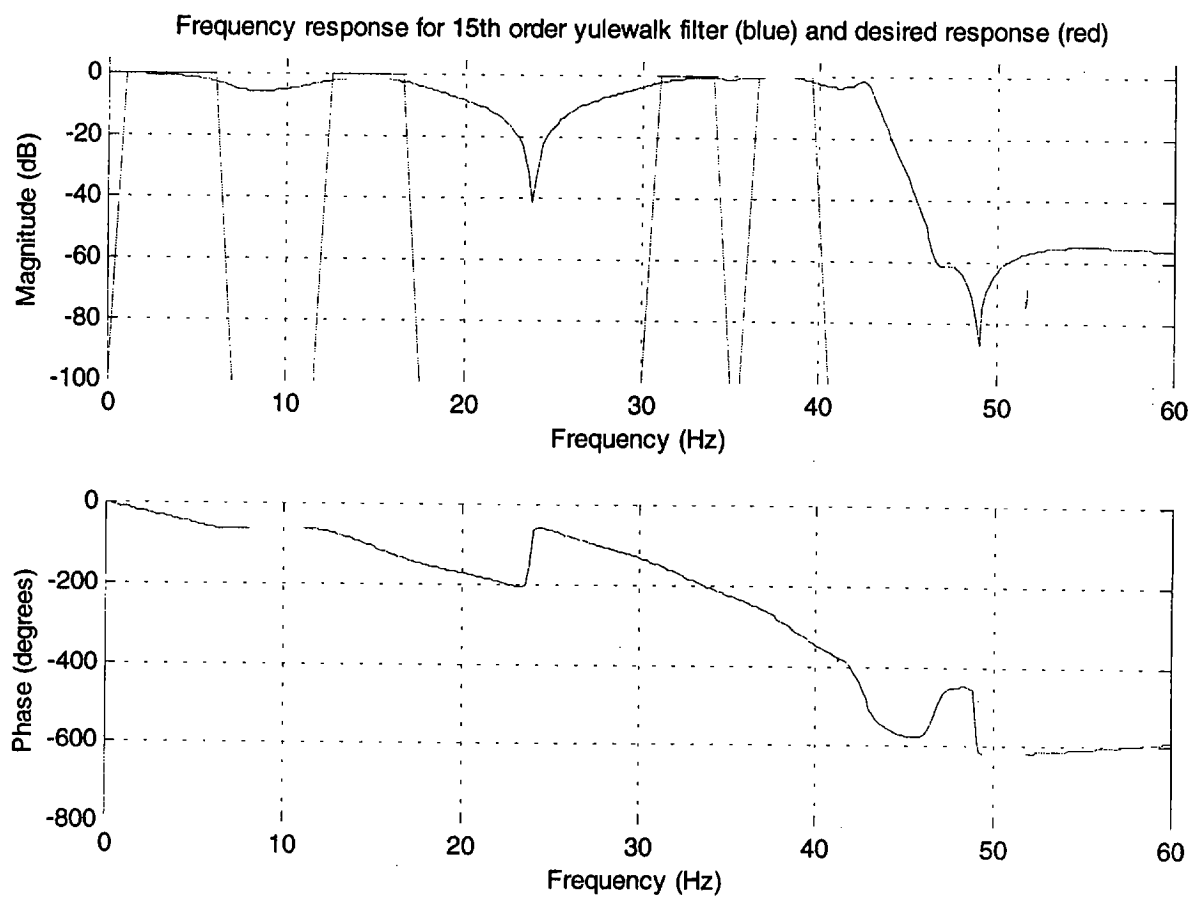 Frequency response for 15th order yulewalk filter (blue) and desired response (red)
0
-20
-40
-60
-80
-100
Magnitude (dB)
0 10 20 30 40 50 60
Frequency (Hz)
0
-200
-400
-600
-800
Phase (degrees)
0 10 20 30 40 50 60
Frequency (Hz)